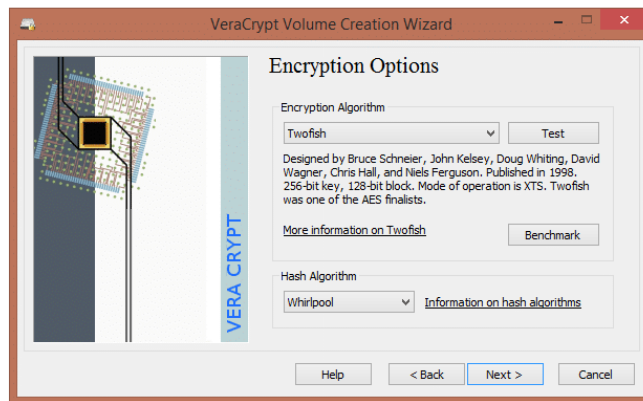 VeraCrypt Volume Creation Wizard
VERA CRYPT
Encryption Options
Encryption Algorithm
Twofish
Test
Designed by Bruce Schneier, John Kelsey, Doug Whiting, David
Wagner, Chris Hall, and Niels Ferguson. Published in 1998.
256-bit key, 128-bit block. Mode of operation is XTS. Twofish
was one of the AES finalists.
More information on Twofish
Benchmark
Hash Algorithm
Whirlpool
Information on hash algorithms
Help
< Back
Next >
Cancel